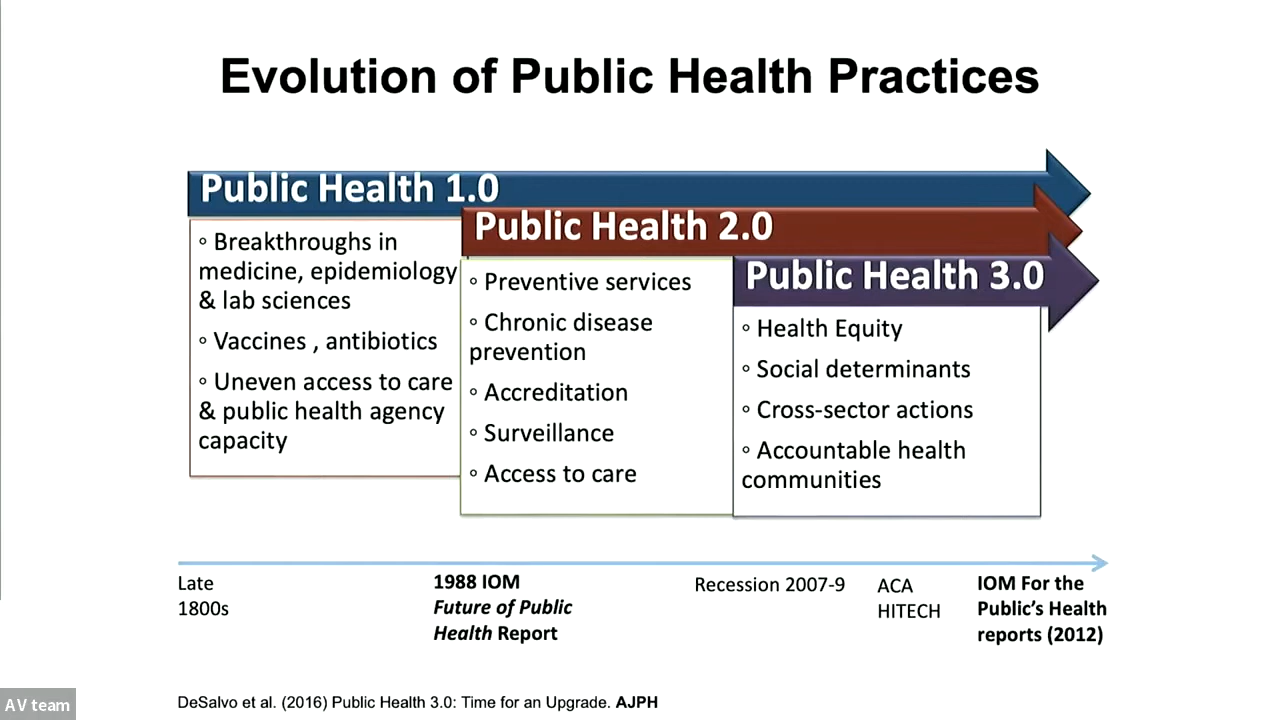 Evolution of Public Health Practices
Public Health 1.0
◦ Breakthroughs in
medicine, epidemiology
& lab sciences
◦ Vaccines , antibiotics
◦ Uneven access to care
& public health agency
capacity
Public Health 2.0
◦ Preventive services
◦ Chronic disease
prevention
◦ Accreditation
◦ Surveillance
◦ Access to care
Public Health 3.0
◦ Health Equity
◦ Social determinants
◦ Cross-sector actions
◦ Accountable health
communities
Late
1800s
1988 IOM
Future of Public
Health Report
Recession 2007-9
ACA
HITECH
IOM For the
Public’s Health
reports (2012)
DeSalvo et al. (2016) Public Health 3.0: Time for an Upgrade. AJPH
AV team